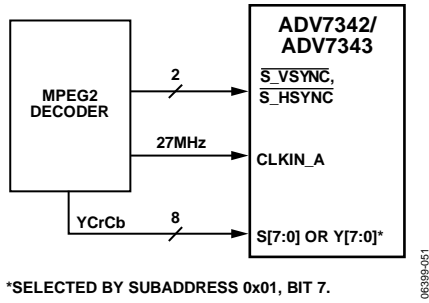 ADV7342/
ADV7343
MPEG2
DECODER
2
S_VSYNC,
S_HSYNC
27MHz
CLKIN_A
YCrCb
8
S[7:0] OR Y[7:0]*
*SELECTED BY SUBADDRESS 0x01, BIT 7.
06399-051